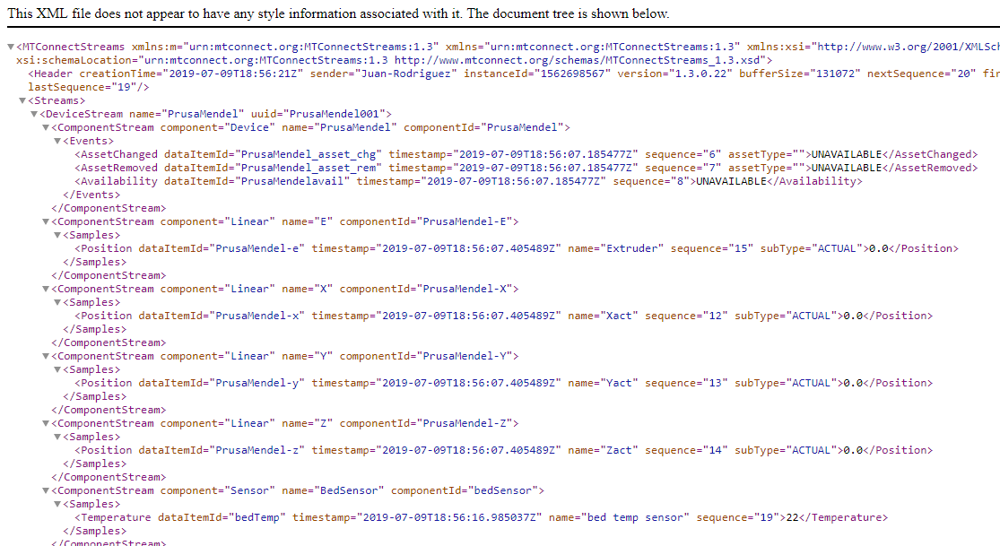 This XML file does not appear to have any style information associated with it. The document tree is shown below.
▼<MTConnectStreams xmlns:m="urn:mtconnect.org:MTConnectStreams:1.3" xmlns="urn:mtconnect.org:MTConnectStreams:1.3" xmlns:xsi="http://www.w3.org/2001/XMLSch
xsi:schemaLocation="urn:mtconnect.org:MTConnectStreams:1.3 http://www.mtconnect.org/schemas/MTConnectStreams_1.3.xsd">
<Header creationTime="2019-07-09T18:56:21Z" sender="Juan-Rodriguez" instanceId="1562698567" version="1.3.0.22" bufferSize="131072" nextSequence="20" fir
lastSequence="19"/>
▼<Streams>
▼<DeviceStream name="PrusaMendel" uuid="PrusaMendel001">
▼<ComponentStream component="Device" name="PrusaMendel" componentId="PrusaMendel">
▼<Events>
<AssetChanged dataItemId="PrusaMendel_asset_chg" timestamp="2019-07-09T18:56:07.185477Z" sequence="6" assetType="">UNAVAILABLE</AssetChanged>
<AssetRemoved dataItemId="PrusaMendel_asset_rem" timestamp="2019-07-09T18:56:07.185477Z" sequence="7" assetType="">UNAVAILABLE</AssetRemoved>
<Availability dataItemId="PrusaMendelavail" timestamp="2019-07-09T18:56:07.185477Z" sequence="8">UNAVAILABLE</Availability>
</Events>
</ComponentStream>
▼<ComponentStream component="Linear" name="E" componentId="PrusaMendel-E">
▼<Samples>
<Position dataItemId="PrusaMendel-e" timestamp="2019-07-09T18:56:07.405489Z" name="Extruder" sequence="15" subType="ACTUAL">0.0</Position>
</Samples>
</ComponentStream>
▼<ComponentStream component="Linear" name="X" componentId="PrusaMendel-X">
▼<Samples>
<Position dataItemId="PrusaMendel-x" timestamp="2019-07-09T18:56:07.405489Z" name="Xact" sequence="12" subType="ACTUAL">0.0</Position>
</Samples>
</ComponentStream>
▼<ComponentStream component="Linear" name="Y" componentId="PrusaMendel-Y">
▼<Samples>
<Position dataItemId="PrusaMendel-y" timestamp="2019-07-09T18:56:07.405489Z" name="Yact" sequence="13" subType="ACTUAL">0.0</Position>
</Samples>
</ComponentStream>
▼<ComponentStream component="Linear" name="Z" componentId="PrusaMendel-Z">
▼<Samples>
<Position dataItemId="PrusaMendel-z" timestamp="2019-07-09T18:56:07.405489Z" name="Zact" sequence="14" subType="ACTUAL">0.0</Position>
</Samples>
</ComponentStream>
▼<ComponentStream component="Sensor" name="BedSensor" componentId="bedSensor">
▼<Samples>
<Temperature dataItemId="bedTemp" timestamp="2019-07-09T18:56:16.985037Z" name="bed temp sensor" sequence="19">22</Temperature>
</Samples>
</ComponentStream>